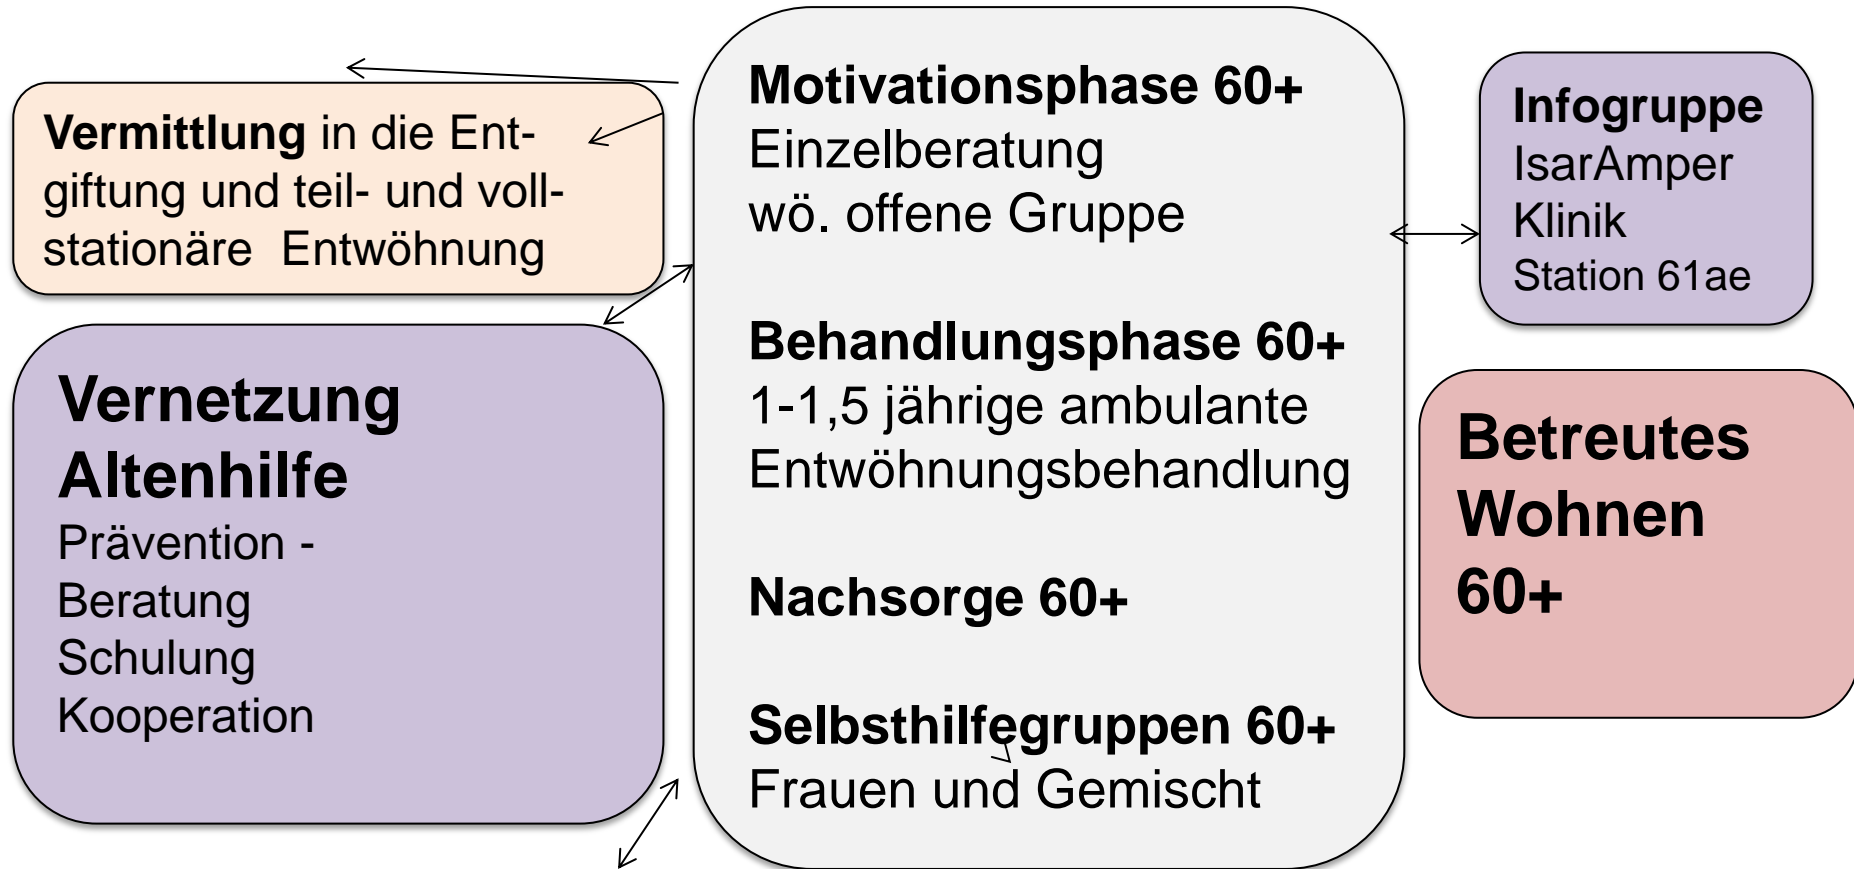 Vermittlung in die Ent-
giftung und teil- und voll-
stationäre Entwöhnung
Vernetzung
Altenhilfe
Prävention -
Beratung
Schulung
Kooperation
Motivationsphase 60+
Einzelberatung
wö. offene Gruppe
Behandlungsphase 60+
1-1,5 jährige ambulante
Entwöhnungsbehandlung
Nachsorge 60+
Selbsthilfegruppen 60+
Frauen und Gemischt
Infogruppe
IsarAmper
Klinik
Station 61ae
Betreutes
Wohnen
60+